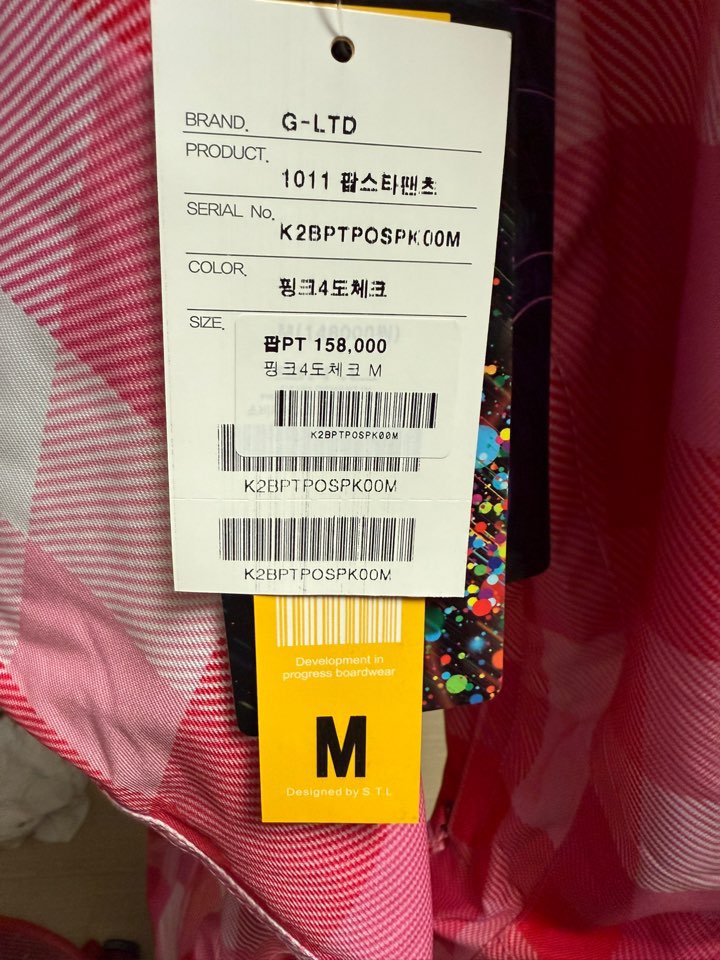 BRAND. G-LTD
PRODUCT.
1011 팝스타팬츠
SERIAL No.
K2BPTPOSPK00M
COLOR.
핑크4도체크
SIZE.
팝PT 158,000
핑크4도체크 M
K2BPTPOSPK00M
K2BPTPOSPK00M
K2BPTPOSPK00M
Development in
progress boardwear
M
Designed by S.T.L